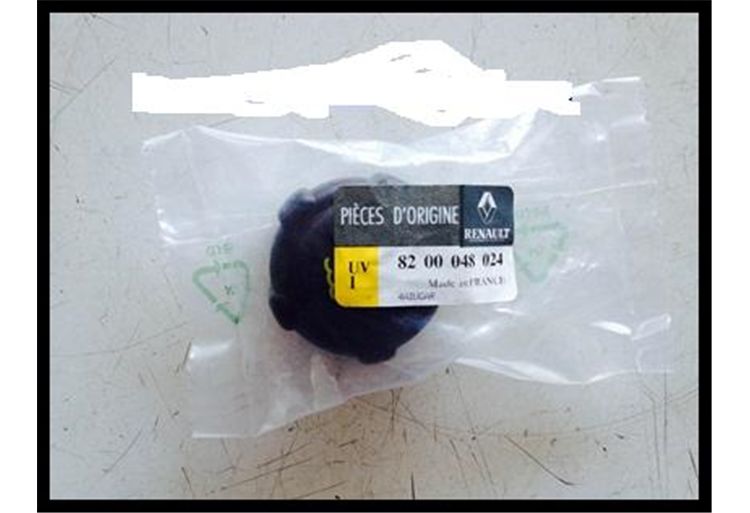 PIÈCES D'ORIGINE
RENAULT
UV
1
82 00 048 024
Made in FRANCE